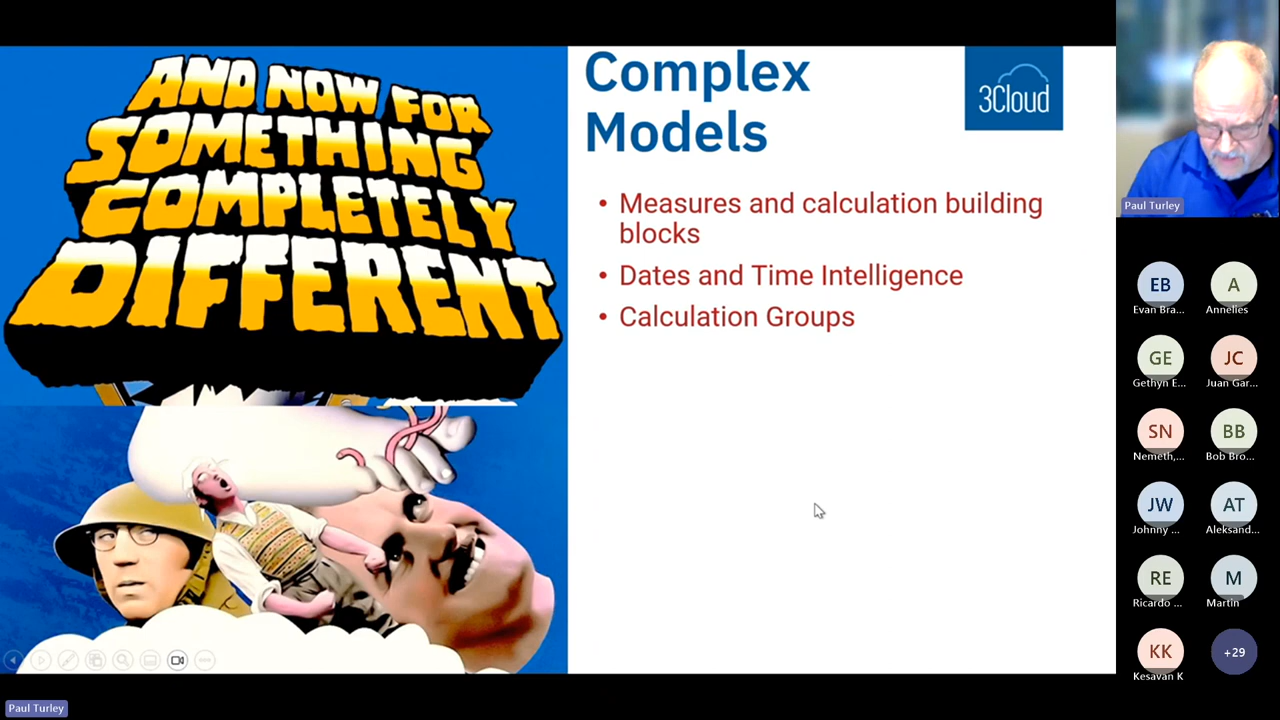 AND NOW FOR
SOMETHING
COMPLETELY
DIFFERENT
Complex
Models
3Cloud
• Measures and calculation building
blocks
• Dates and Time Intelligence
• Calculation Groups
Paul Turley
EB
Evan Bra...
A
Annelies
GE
Gethyn E...
JC
Juan Gar...
SN
Nemeth,...
BB
Bob Bro...
JW
Johnny ...
AT
Aleksand...
RE
Ricardo ...
M
Martin
KK
Kesavan K
+29
Paul Turley